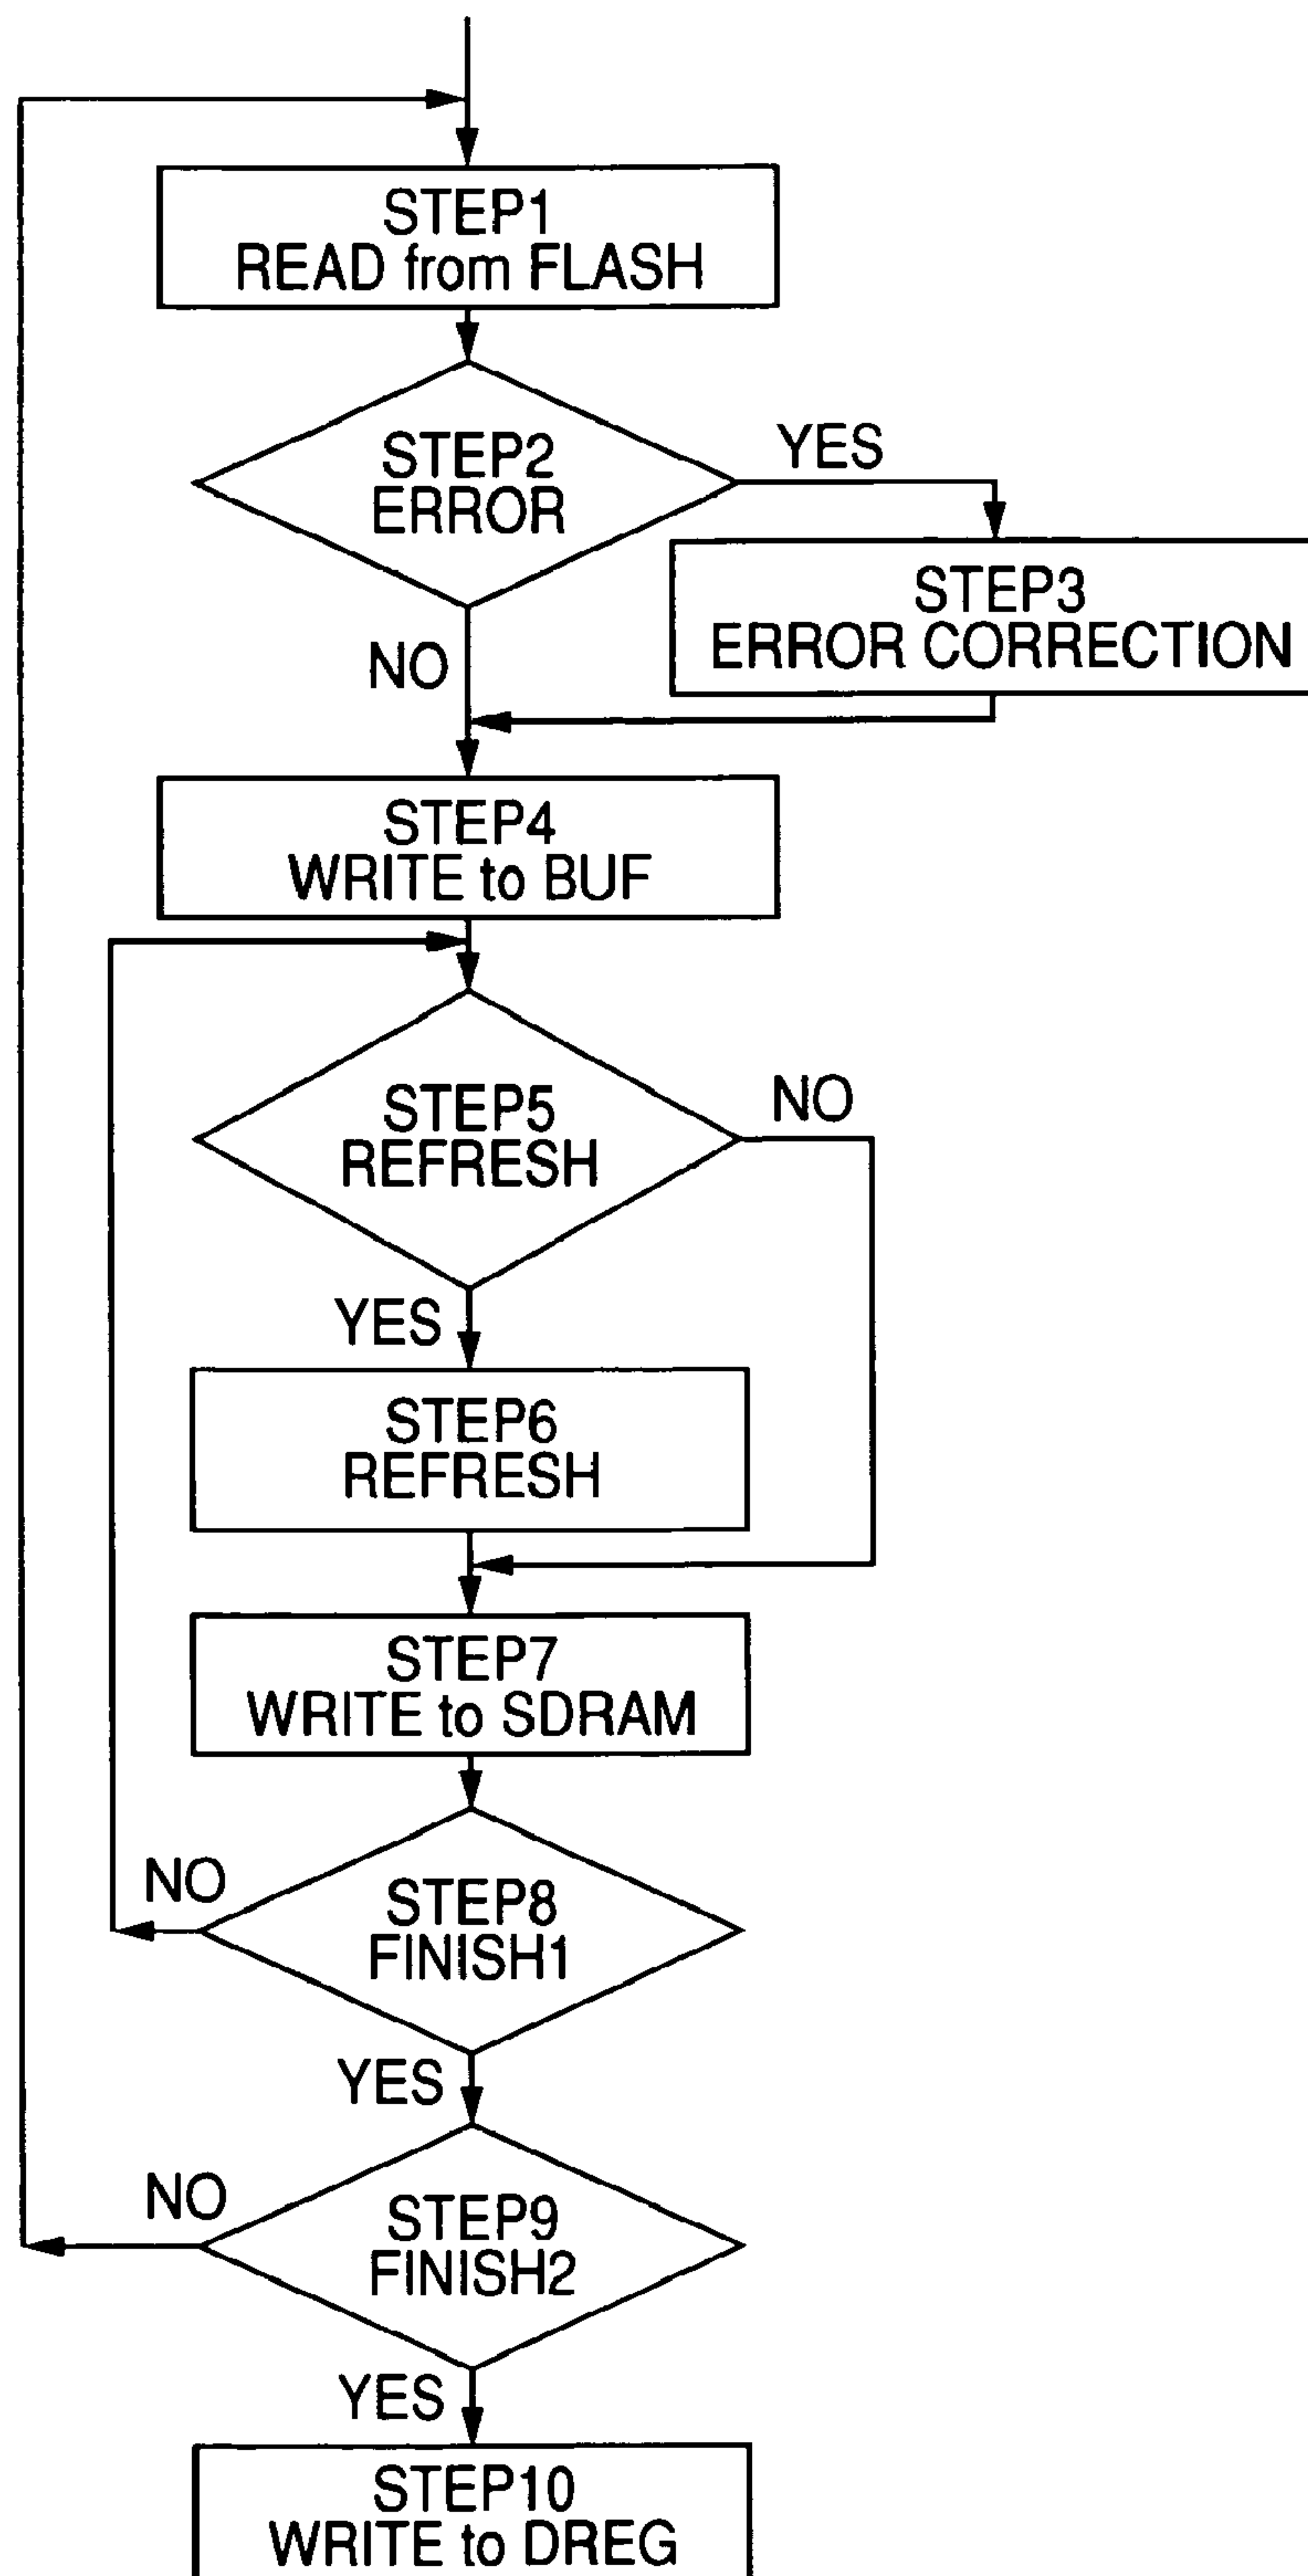 STEP1
READ from FLASH
STEP2
ERROR
YES
STEP3
ERROR CORRECTION
NO
STEP4
WRITE to BUF
STEP5
REFRESH
NO
YES
STEP6
REFRESH
STEP7
WRITE to SDRAM
NO
STEP8
FINISH1
YES
NO
STEP9
FINISH2
YES
STEP10
WRITE to DREG